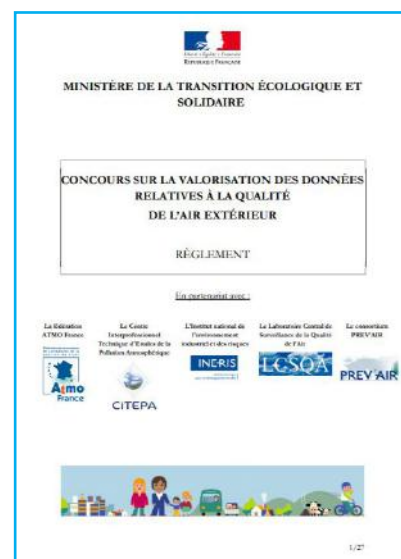 RÉPUBLIQUE FRANÇAISE
MINISTÈRE DE LA TRANSITION ÉCOLOGIQUE ET
SOLIDAIRE
CONCOURS SUR LA VALORISATION DES DONNÉES
RELATIVES À LA QUALITÉ
DE L'AIR EXTÉRIEUR
RÈGLEMENT
En partenariat avec :
La fédération
ATMO France
Atmo
France
Le Centre
Interprofessionnel
Technique d'Etudes de la
Pollution Atmosphérique
CITEPA
L'Institut national de
l'environnement
industriel et des risques
INERIS
Le Laboratoire Central de
Surveillance de la Qualité
de l'Air
LCSQA
Le consortium
PREV'AIR
PREV'AIR
1/27